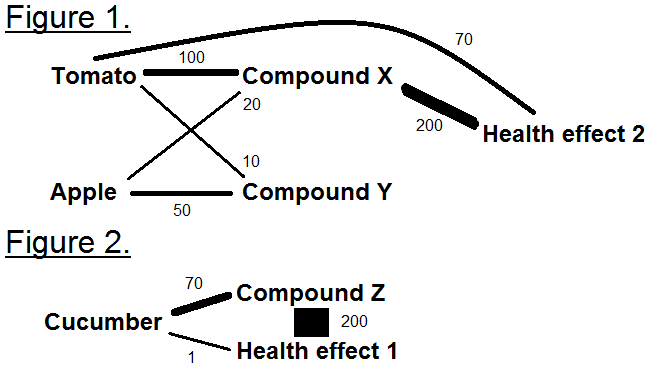 Figure 1.
70
100
Tomato Compound X
20
200
Health effect 2
10
Apple Compound Y
50
Figure 2.
70
Compound Z
Cucumber
200
1
Health effect 1